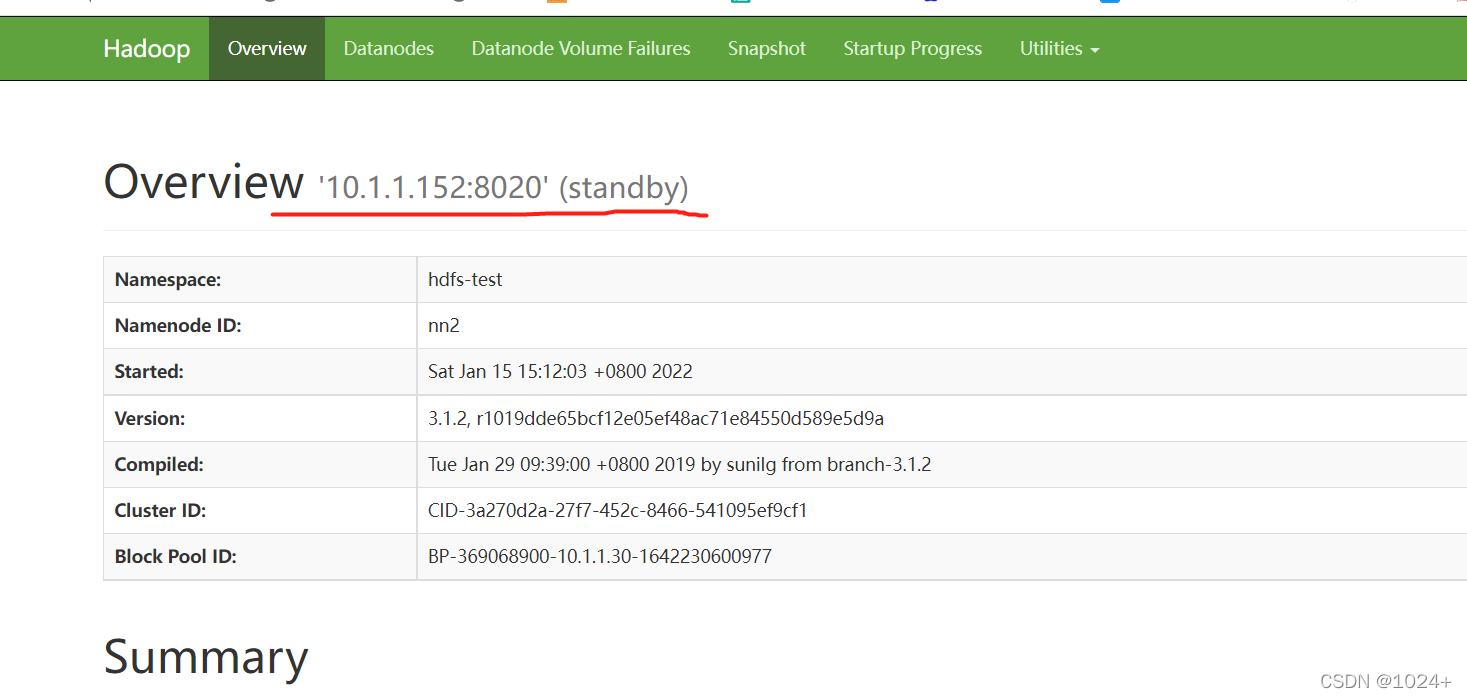 Hadoop Overview Datanodes Datanode Volume Failures Snapshot Startup Progress Utilities
Overview '10.1.1.152:8020' (standby)
Namespace: hdfs-test
Namenode ID: nn2
Started: Sat Jan 15 15:12:03 +0800 2022
Version: 3.1.2, r1019dde65bcf12e05ef48ac71e84550d589e5d9a
Compiled: Tue Jan 29 09:39:00 +0800 2019 by sunilg from branch-3.1.2
Cluster ID: CID-3a270d2a-27f7-452c-8466-541095ef9cf1
Block Pool ID: BP-369068900-10.1.1.30-1642230600977
Summary
CSDN @1024+